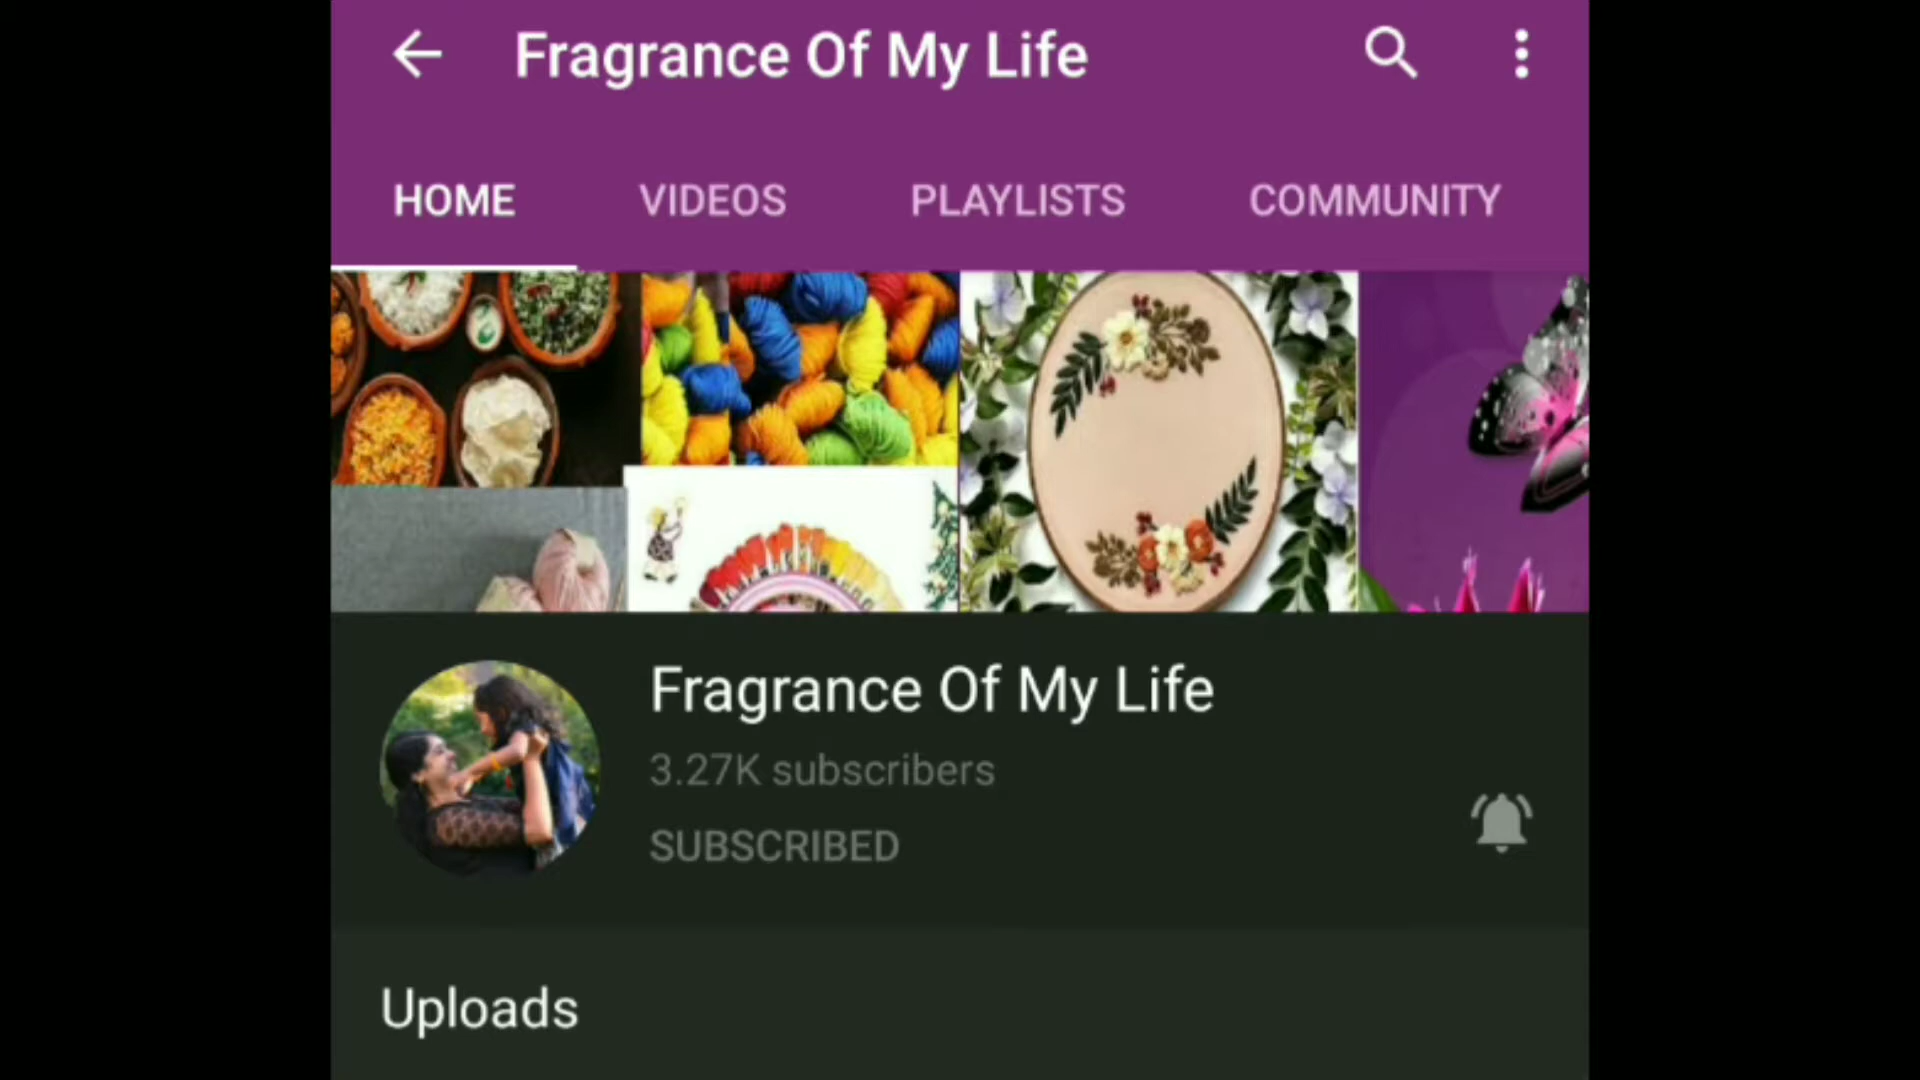 Fragrance Of My Life
HOME VIDEOS PLAYLISTS COMMUNITY
Fragrance Of My Life
3.27K subscribers
SUBSCRIBED
Uploads